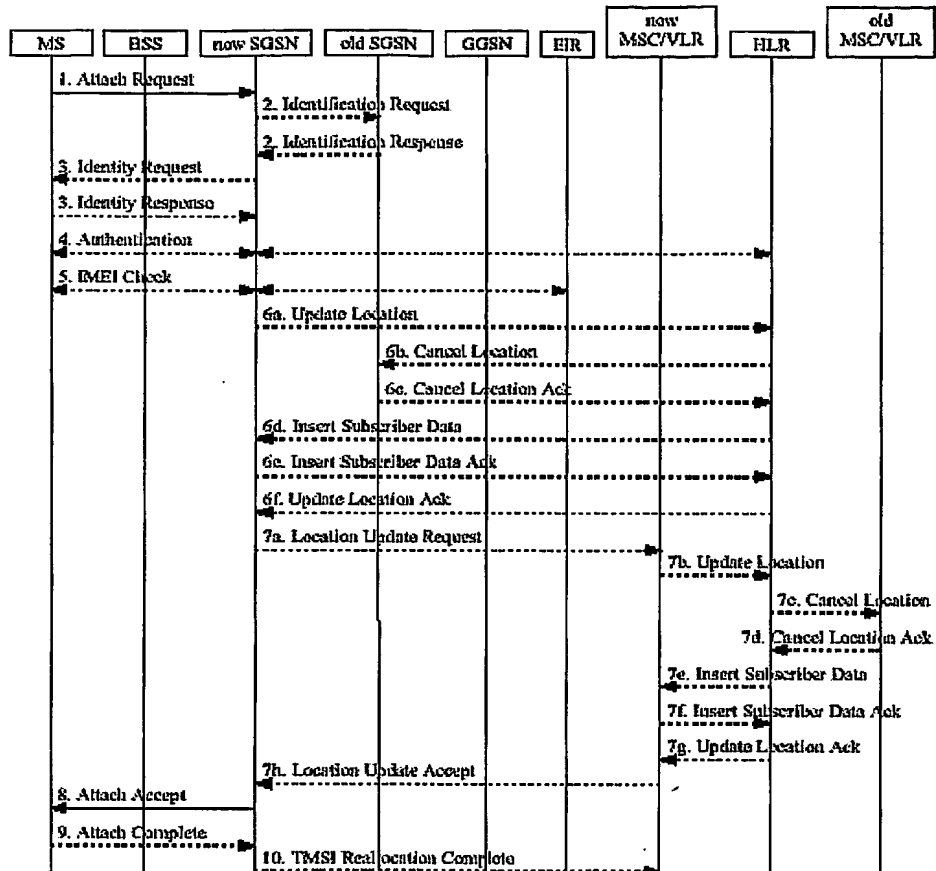 MS
BSS
new SGSN
old SGSN
GGSN
EIR
new
MSC/VLR
HLR
old
MSC/VLR
1. Attach Request
2. Identification Request
2. Identification Response
3. Identity Request
3. Identity Response
4. Authentication
5. IMEI Check
6a. Update Location
6b. Cancel Location
6c. Cancel Location Ack
6d. Insert Subscriber Data
6e. Insert Subscriber Data Ack
6f. Update Location Ack
7a. Location Update Request
7b. Update Location
7c. Cancel Location
7d. Cancel Location Ack
7e. Insert Subscriber Data
7f. Insert Subscriber Data Ack
7g. Update Location Ack
7h. Location Update Accept
8. Attach Accept
9. Attach Complete
10. TMSI Reallocation Complete